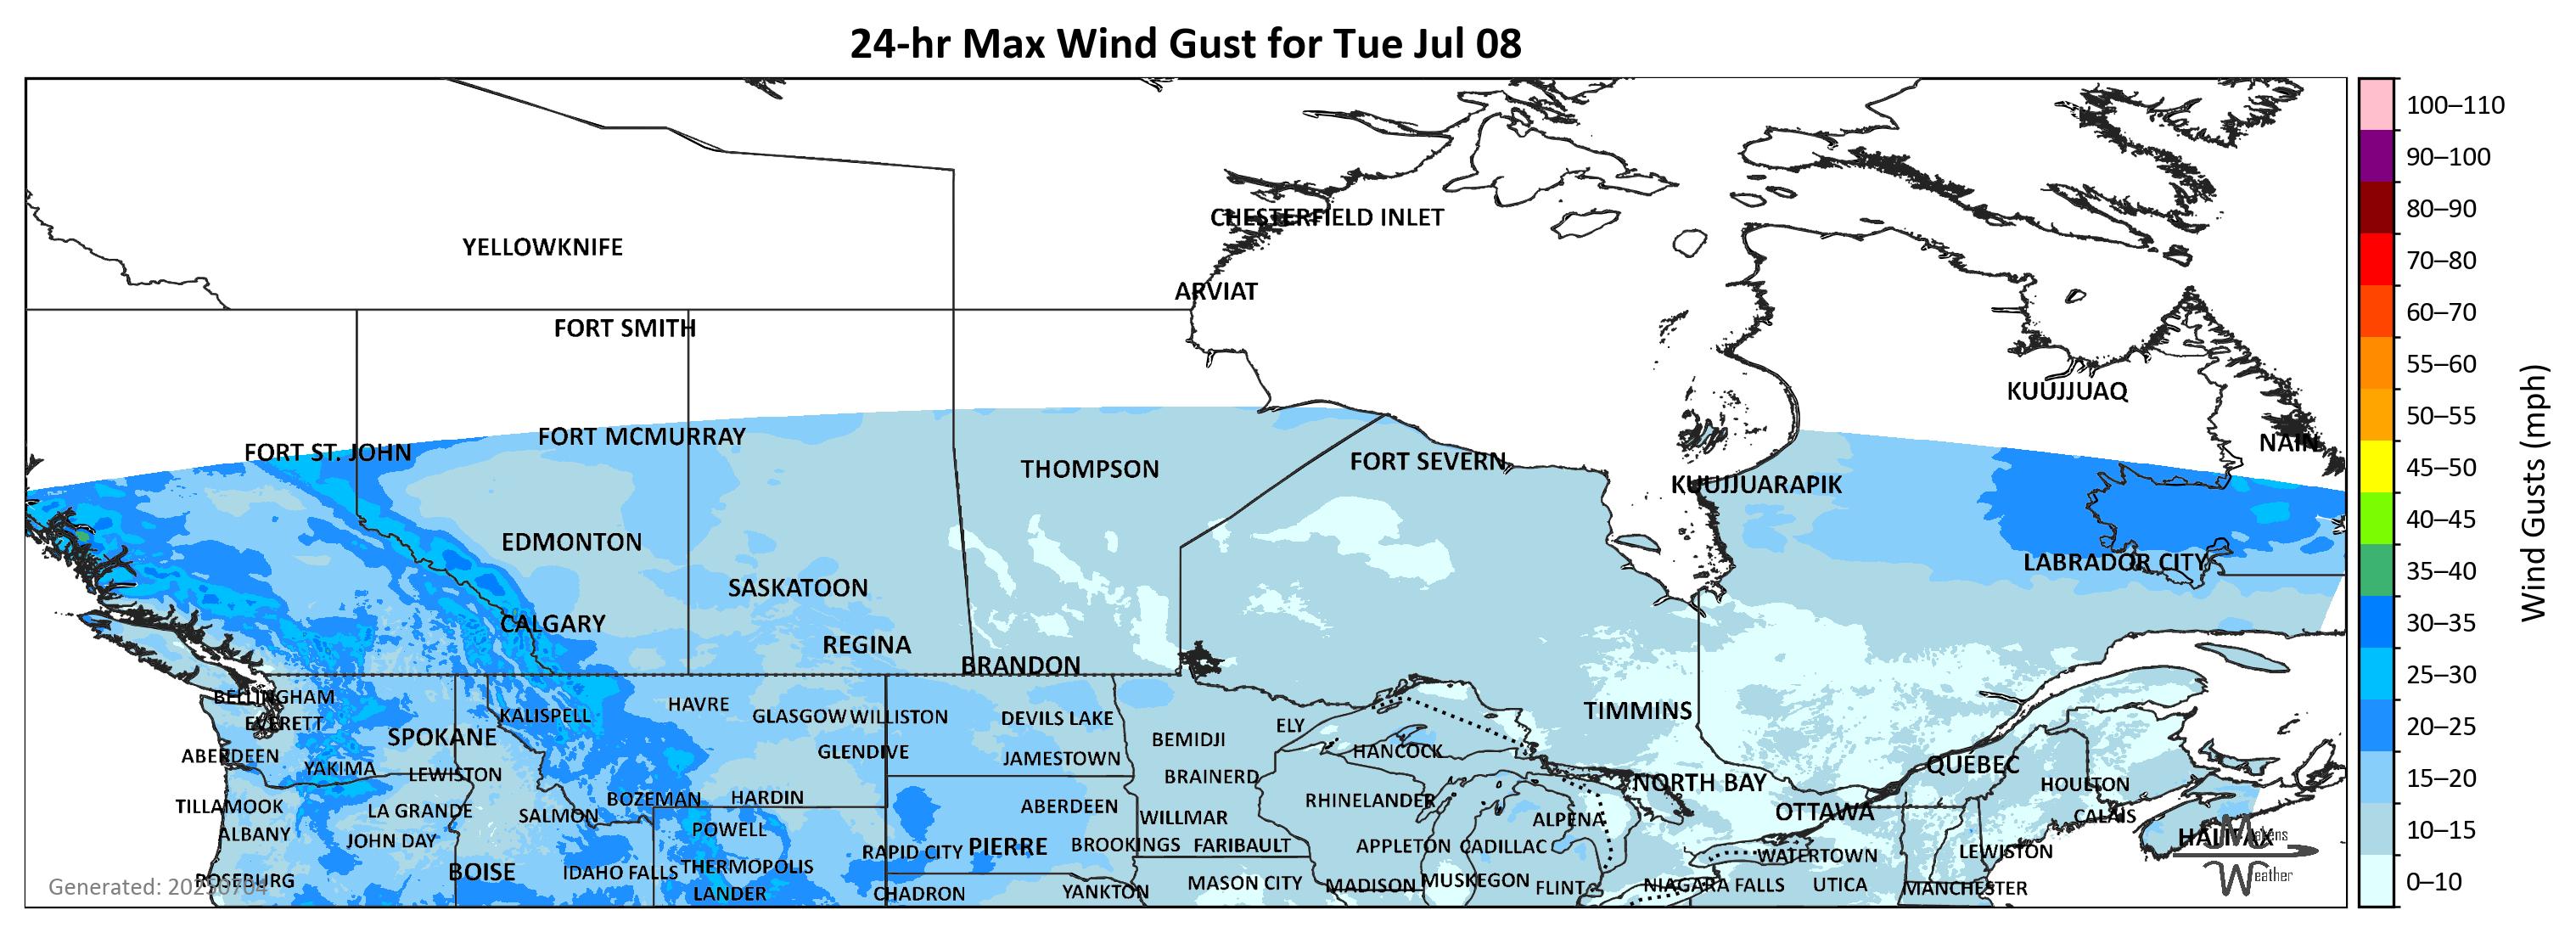 24-hr Max Wind Gust for Tue Jul 08
CHESTERFIELD INLET
YELLOWKNIFE
ARVIAT
FORT SMITH
KUUJJUAQ
FORT MCMURRAY
NAIN
FORT ST. JOHN
FORT SEVERN
THOMPSON
KUUJJUARAPIK
EDMONTON
LABRADOR CITY
SASKATOON
CALGARY
REGINA
BRANDON
BELLINGHAM
HAVRE
TIMMINS
KALISPELL
GLASGOW WILLISTON
DEVILS LAKE
EVERETT
ELY
SPOKANE
BEMIDJI
GLENDIVE
HANCOCK
ABERDEEN
JAMESTOWN
QUÉBEC
YAKIMA
LEWISTON
BRAINERD
NORTH BAY
HOULTON
BOZEMAN
HARDIN
RHINELANDER
TILLAMOOK
ABERDEEN
LA GRANDE
SALMON
OTTAWA
CALAIS
WILLMAR
ALPENA
POWELL
ALBANY
HALIFAX
JOHN DAY
PIERRE
BROOKINGS
FARIBAULT
APPLETON
CADILLAC
RAPID CITY
WATERTOWN
LEWISTON
THERMOPOLIS
BOISE
IDAHO FALLS
ROSEBURG
MUSKEGON
MASON CITY
MADISON
FLINT
NIAGARA FALLS
UTICA
MANCHESTER
LANDER
CHADRON
YANKTON
Generated: 20250704
Makens
Weather
100–110
90–100
80–90
70–80
60–70
55–60
50–55
45–50
40–45
35–40
30–35
25–30
20–25
15–20
10–15
0–10
Wind Gusts (mph)